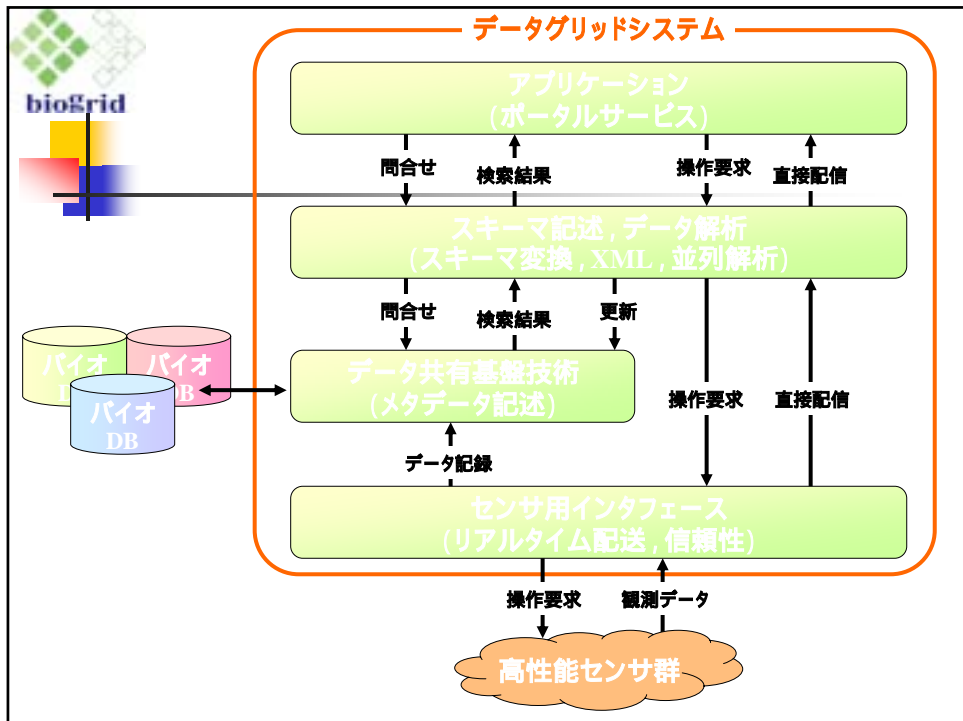 biogrid
データグリッドシステム
アプリケーション
(ポータルサービス)
問合せ
検索結果
操作要求
直接配信
スキーマ記述 , データ解析
(スキーマ変換 , XML , 並列解析)
問合せ
検索結果
更新
バイオ
バイオ
DB
バイオ
DB
データ共有基盤技術
(メタデータ記述)
操作要求
直接配信
データ記録
センサ用インタフェース
(リアルタイム配送 , 信頼性)
操作要求
観測データ
高性能センサ群